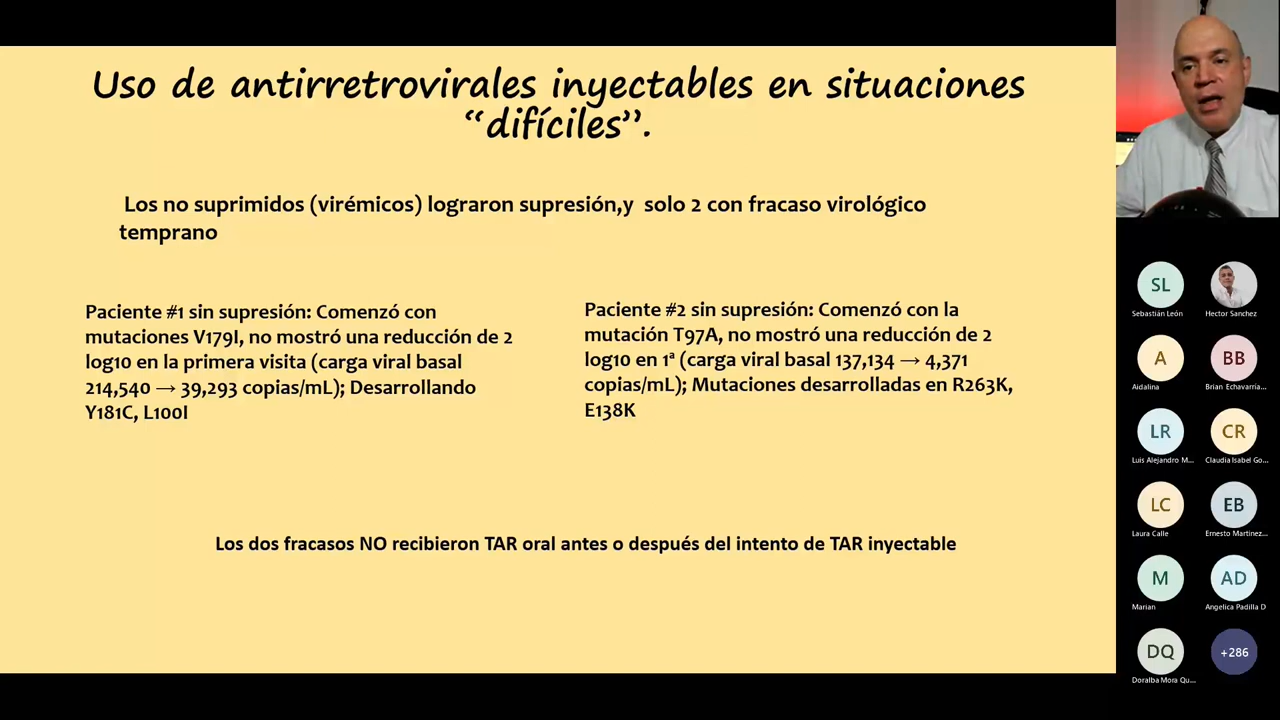 Uso de antirretrovirales inyectables en situaciones
“difíciles”.
Los no suprimidos (virémicos) lograron supresión,y solo 2 con fracaso virológico
temprano
Paciente #1 sin supresión: Comenzó con
mutaciones V179I, no mostró una reducción de 2
log10 en la primera visita (carga viral basal
214,540 → 39,293 copias/mL); Desarrollando
Y181C, L100I
Paciente #2 sin supresión: Comenzó con la
mutación T97A, no mostró una reducción de 2
log10 en 1ª (carga viral basal 137,134 → 4,371
copias/mL); Mutaciones desarrolladas en R263K,
E138K
Los dos fracasos NO recibieron TAR oral antes o después del intento de TAR inyectable
SL
Sebastián León
Hector Sanchez
A
Aidalina
BB
Brian Echavarría...
LR
Luis Alejandro M...
CR
Claudia Isabel Go...
LC
Laura Calle
EB
Ernesto Martínez...
M
Marian
AD
Angelica Padilla D
DQ
Doralba Mora Qu...
+286